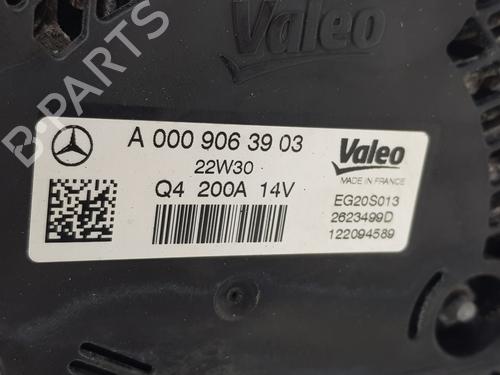 Valeo
B-PARTS
A 000 906 39 03
22W30
Q4 200A 14V
Valeo
MADE IN FRANCE
EG20S013
2623499D
122094589